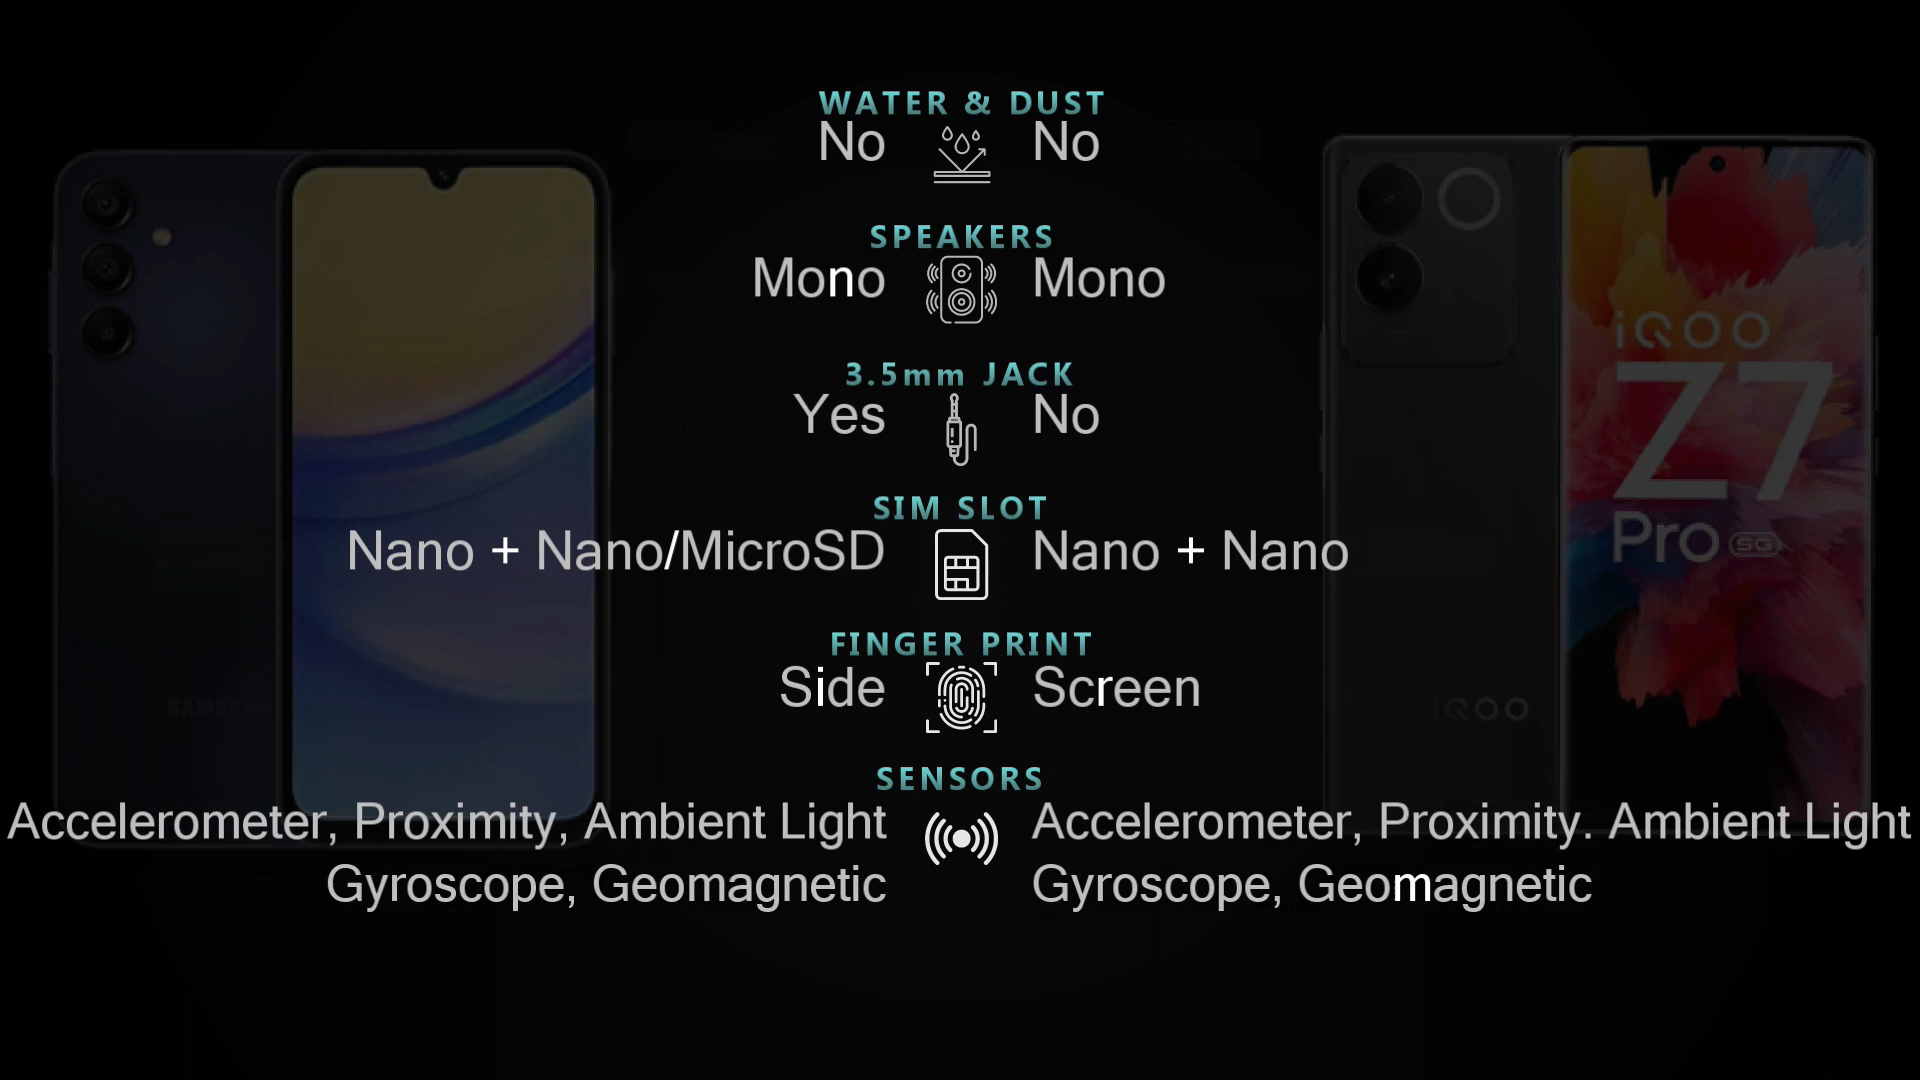 WATER & DUST
No No
SPEAKERS
Mono Mono
3.5mm JACK
Yes No
SIM SLOT
Nano + Nano/MicroSD Nano + Nano
FINGER PRINT
Side Screen
SENSORS
Accelerometer, Proximity, Ambient Light Accelerometer, Proximity. Ambient Light
Gyroscope, Geomagnetic Gyroscope, Geomagnetic
SAMSUNG
iQOO
iQOO
Z7
Pro 5G